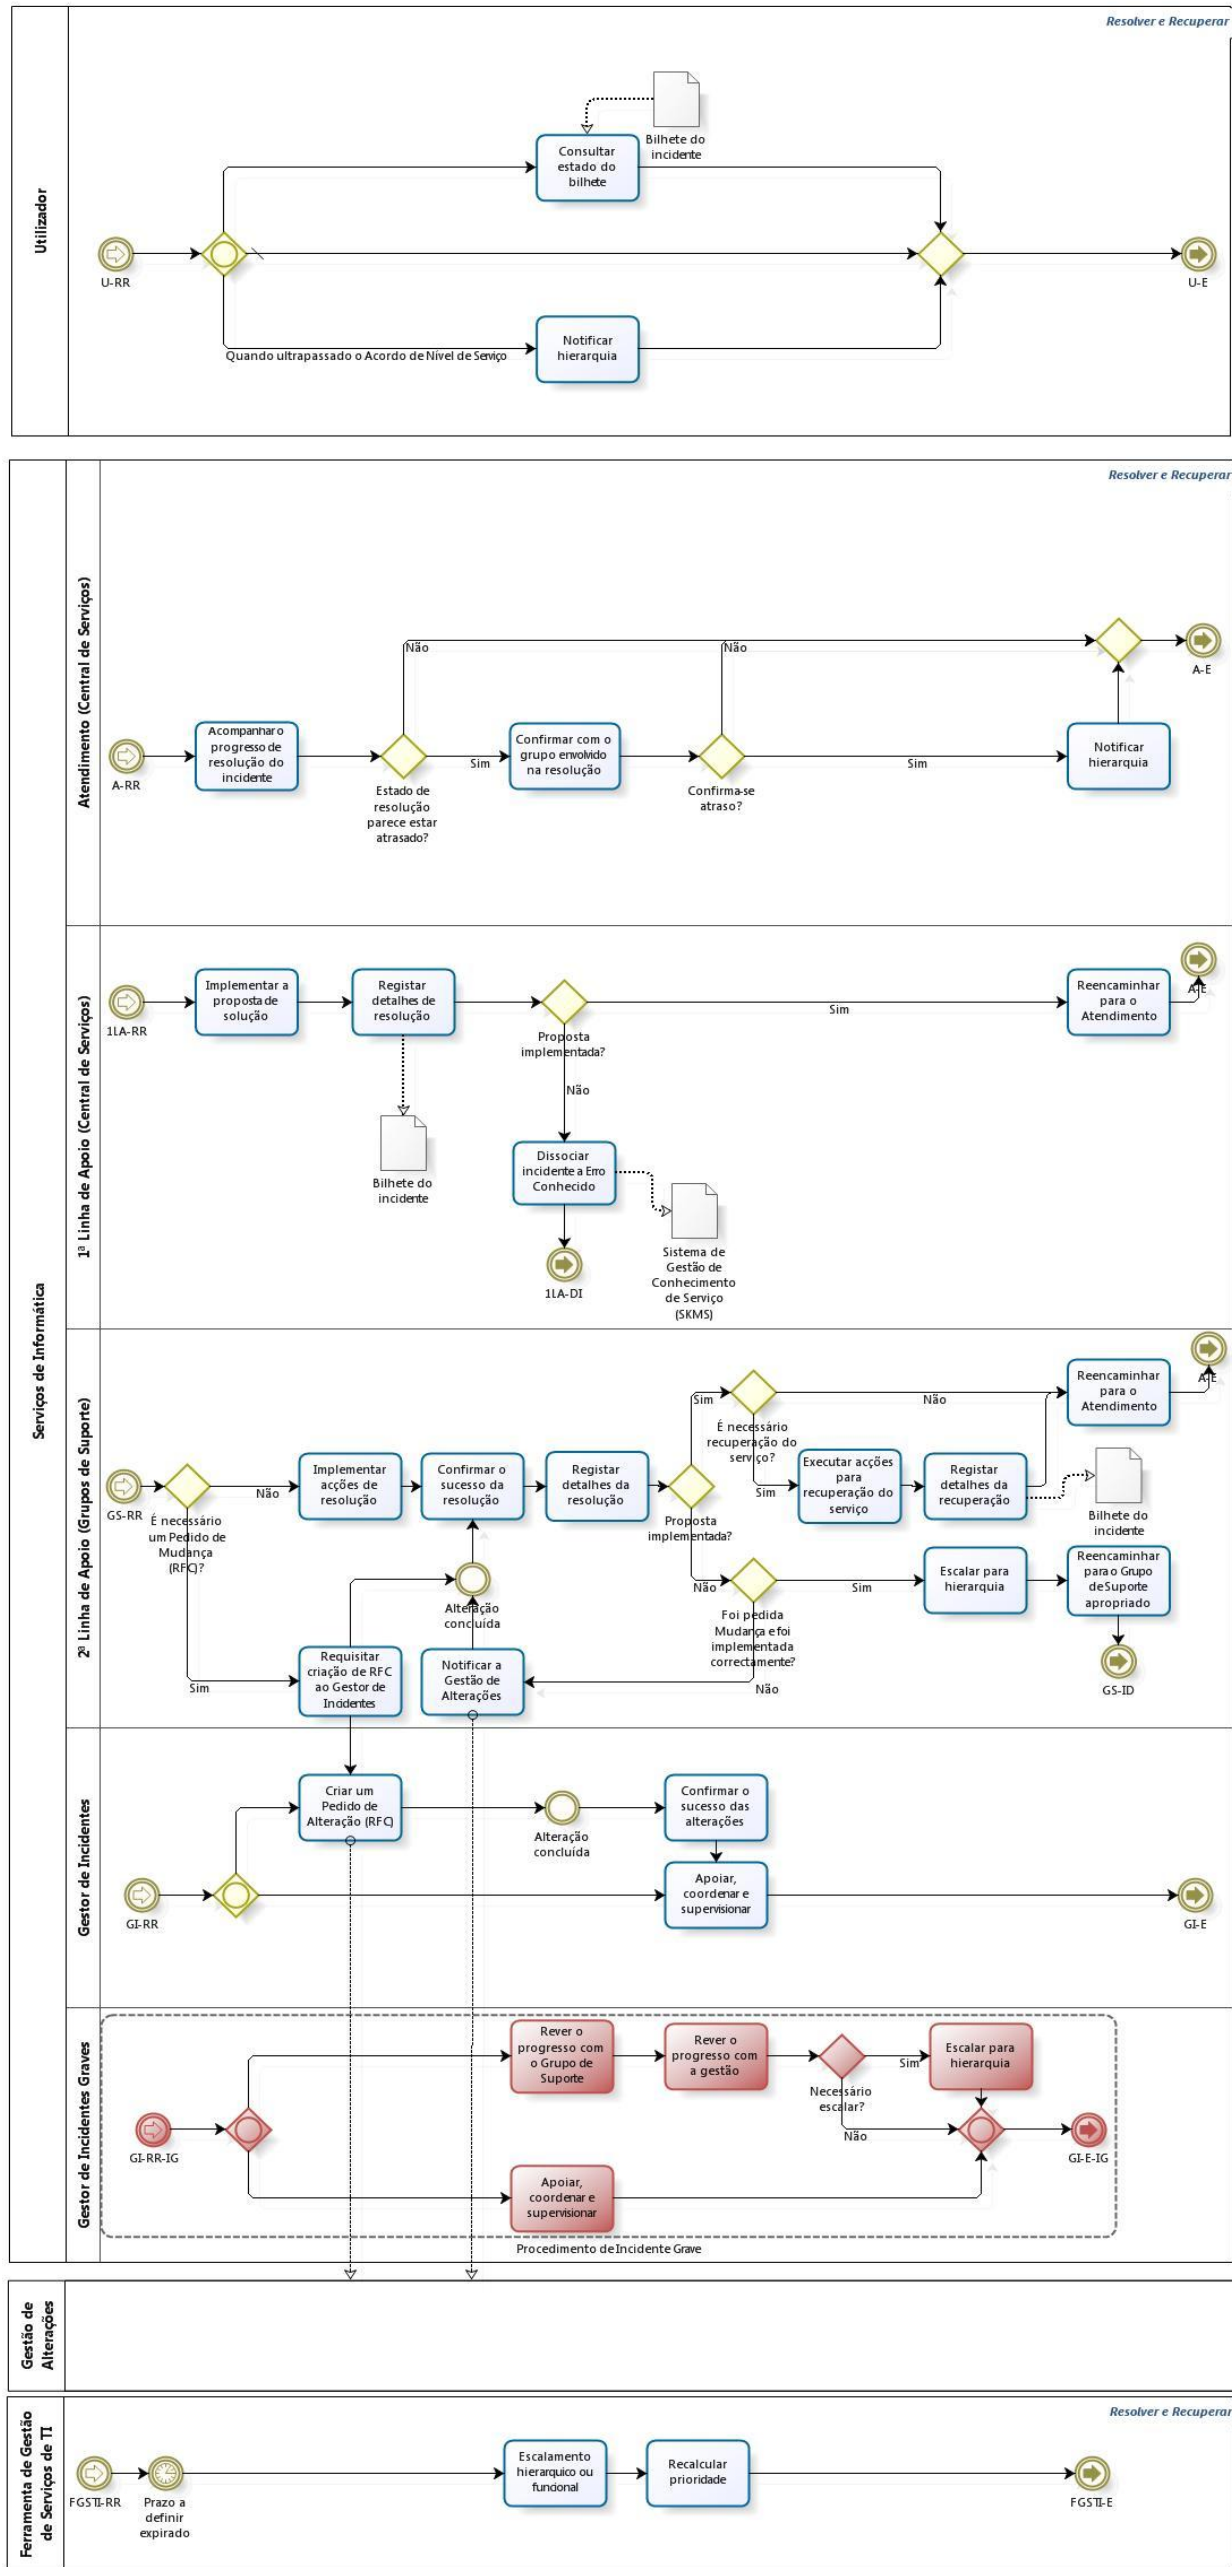 Resolver e Recuperar
Utilizador
Bilhete do
incidente
Consultar
estado do
bilhete
U-RR
U-E
Quando ultrapassado o Acordo de Nível de Serviço
Notificar
hierarquia
Resolver e Recuperar
Serviços de Informática
Atendimento (Central de Serviços)
Não
Não
A-E
A-RR
Acompanhar o
progresso de
resolução do
incidente
Estado de
resolução
parece estar
atrasado?
Sim
Confirmar com o
grupo envolvido
na resolução
Confirma-se
atraso?
Sim
Notificar
hierarquia
1ª Linha de Apoio (Central de Serviços)
1LA-RR
Implementar a
proposta de
solução
Registar
detalhes de
resolução
Proposta
implementada?
Sim
Reencaminhar
para o
Atendimento
A-E
Não
Bilhete do
incidente
Dissociar
incidente a Erro
Conhecido
Sistema de
Gestão de
Conhecimento
de Serviço
(SKMS)
1LA-DI
2ª Linha de Apoio (Grupos de Suporte)
GS-RR
É necessário
um Pedido de
Mudança
(RFC)?
Não
Implementar
acções de
resolução
Confirmar o
sucesso da
resolução
Registar
detalhes da
resolução
Proposta
implementada?
Sim
É necessário
recuperação do
serviço?
Não
Reencaminhar
para o
Atendimento
A-E
Sim
Executar acções
para
recuperação do
serviço
Registar
detalhes da
recuperação
Bilhete do
incidente
Não
Foi pedida
Mudança e foi
implementada
correctamente?
Sim
Escalar para
hierarquia
Reencaminhar
para o Grupo
de Suporte
apropriado
GS-ID
Não
Alteração
concluída
Sim
Requisitar
criação de RFC
ao Gestor de
Incidentes
Notificar a
Gestão de
Alterações
Gestor de Incidentes
Criar um
Pedido de
Alteração (RFC)
Alteração
concluída
Confirmar o
sucesso das
alterações
GI-RR
Apoiar,
coordenar e
supervisionar
GI-E
Gestor de Incidentes Graves
Rever o
progresso com
o Grupo de
Suporte
Rever o
progresso com
a gestão
Necessário
escalar?
Sim
Escalar para
hierarquia
Não
GI-RR-IG
GI-E-IG
Apoiar,
coordenar e
supervisionar
Procedimento de Incidente Grave
Gestão de
Alterações
Resolver e Recuperar
Ferramenta de Gestão
de Serviços de TI
FGSTI-RR
Prazo a
definir
expirado
Escalamento
hierarquico ou
funcional
Recalcular
prioridade
FGSTI-E